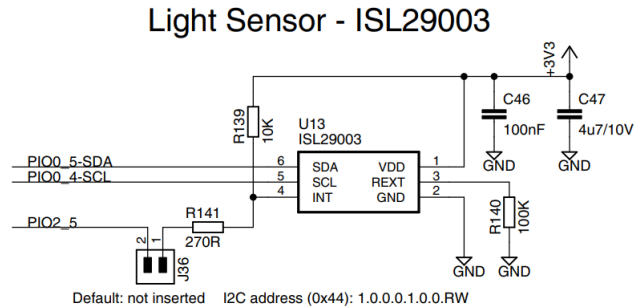 Light Sensor - ISL29003
+3V3
R139
10K
U13
ISL29003
C46
100nF
C47
4u7/10V
GND
GND
PIO0_5-SDA
6
SDA
VDD
1
PIO0_4-SCL
5
SCL
REXT
3
4
INT
GND
2
PIO2_5
R141
270R
R140
100K
2
1
J36
GND
GND
Default: not inserted I2C address (0x44): 1.0.0.0.1.0.0.RW